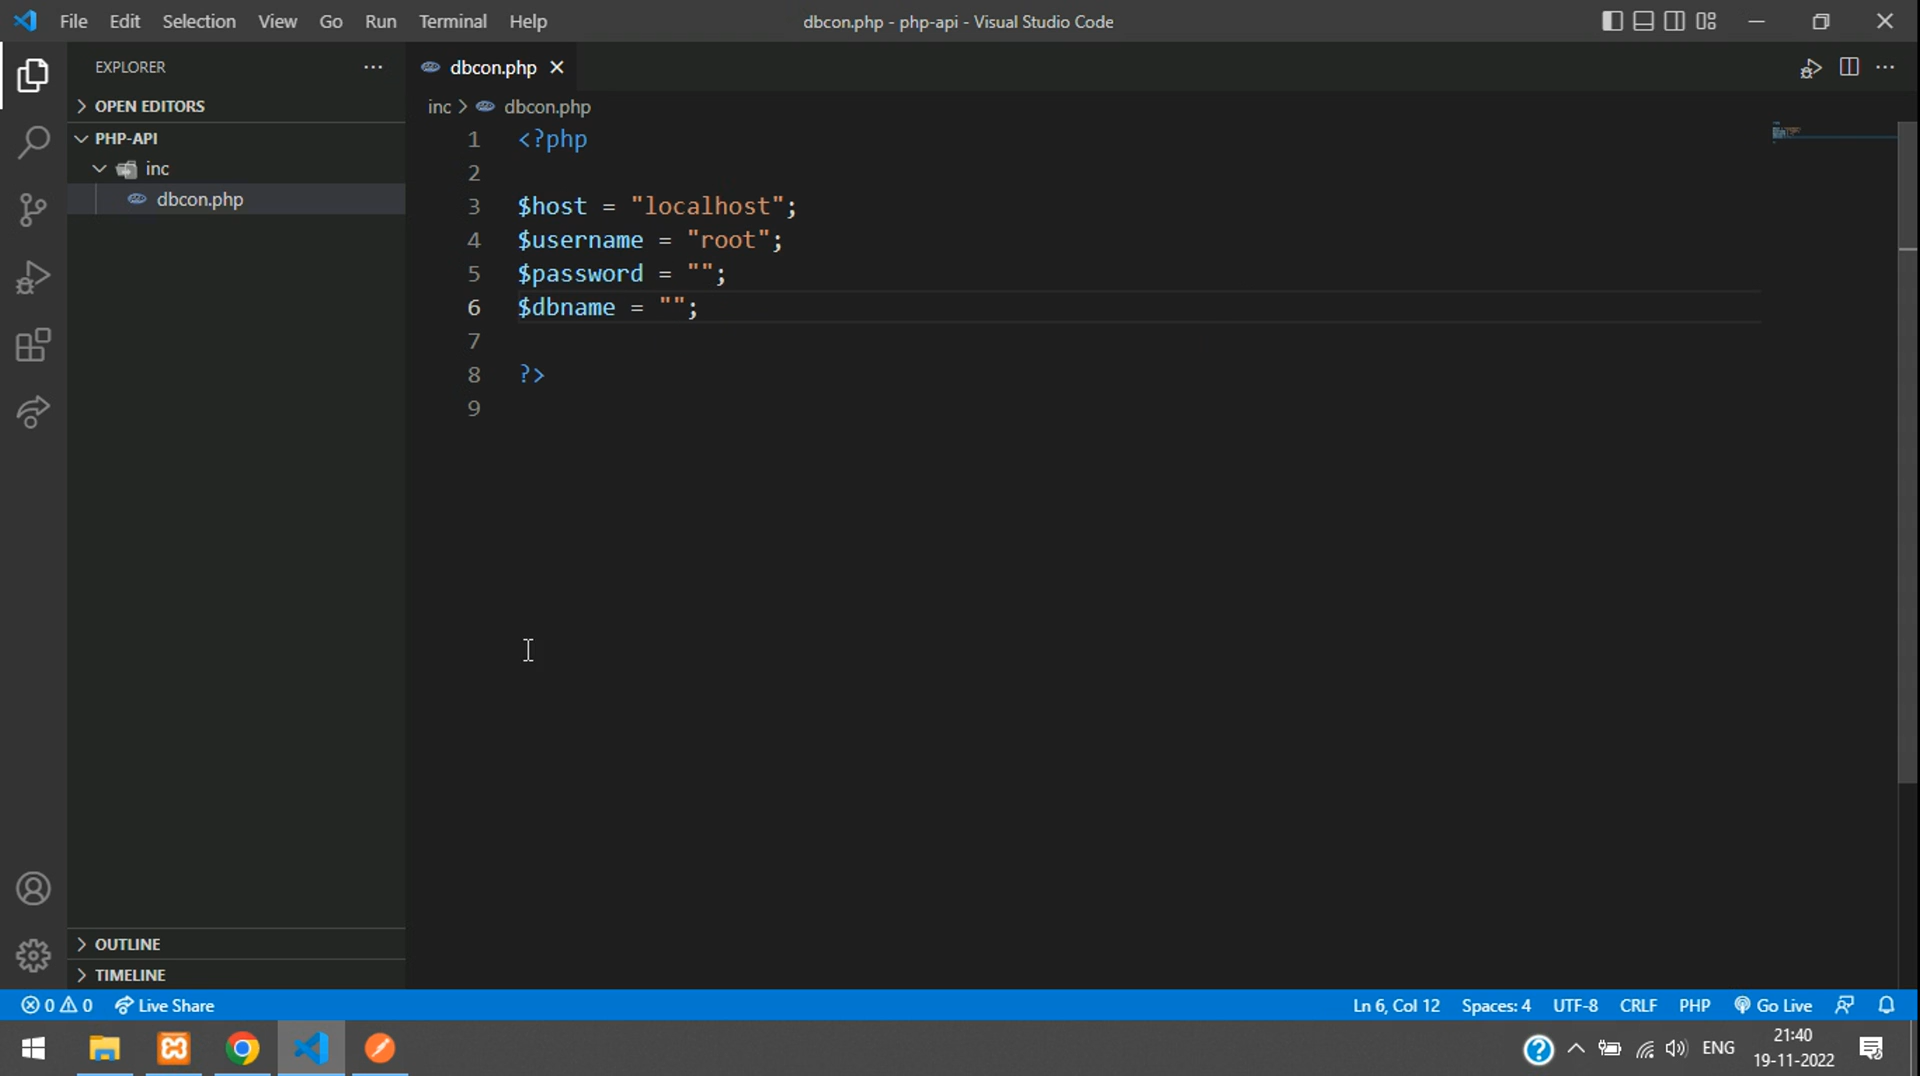 File Edit Selection View Go Run Terminal Help
dbcon.php - php-api - Visual Studio Code
EXPLORER
OPEN EDITORS
PHP-API
inc
dbcon.php
OUTLINE
TIMELINE
dbcon.php
inc > dbcon.php
1 <?php
2
3 $host = "localhost";
4 $username = "root";
5 $password = "";
6 $dbname = "";
7
8 ?>
9
0 0 Live Share
Ln 6, Col 12 Spaces: 4 UTF-8 CRLF PHP Go Live
ENG
21:40
19-11-2022